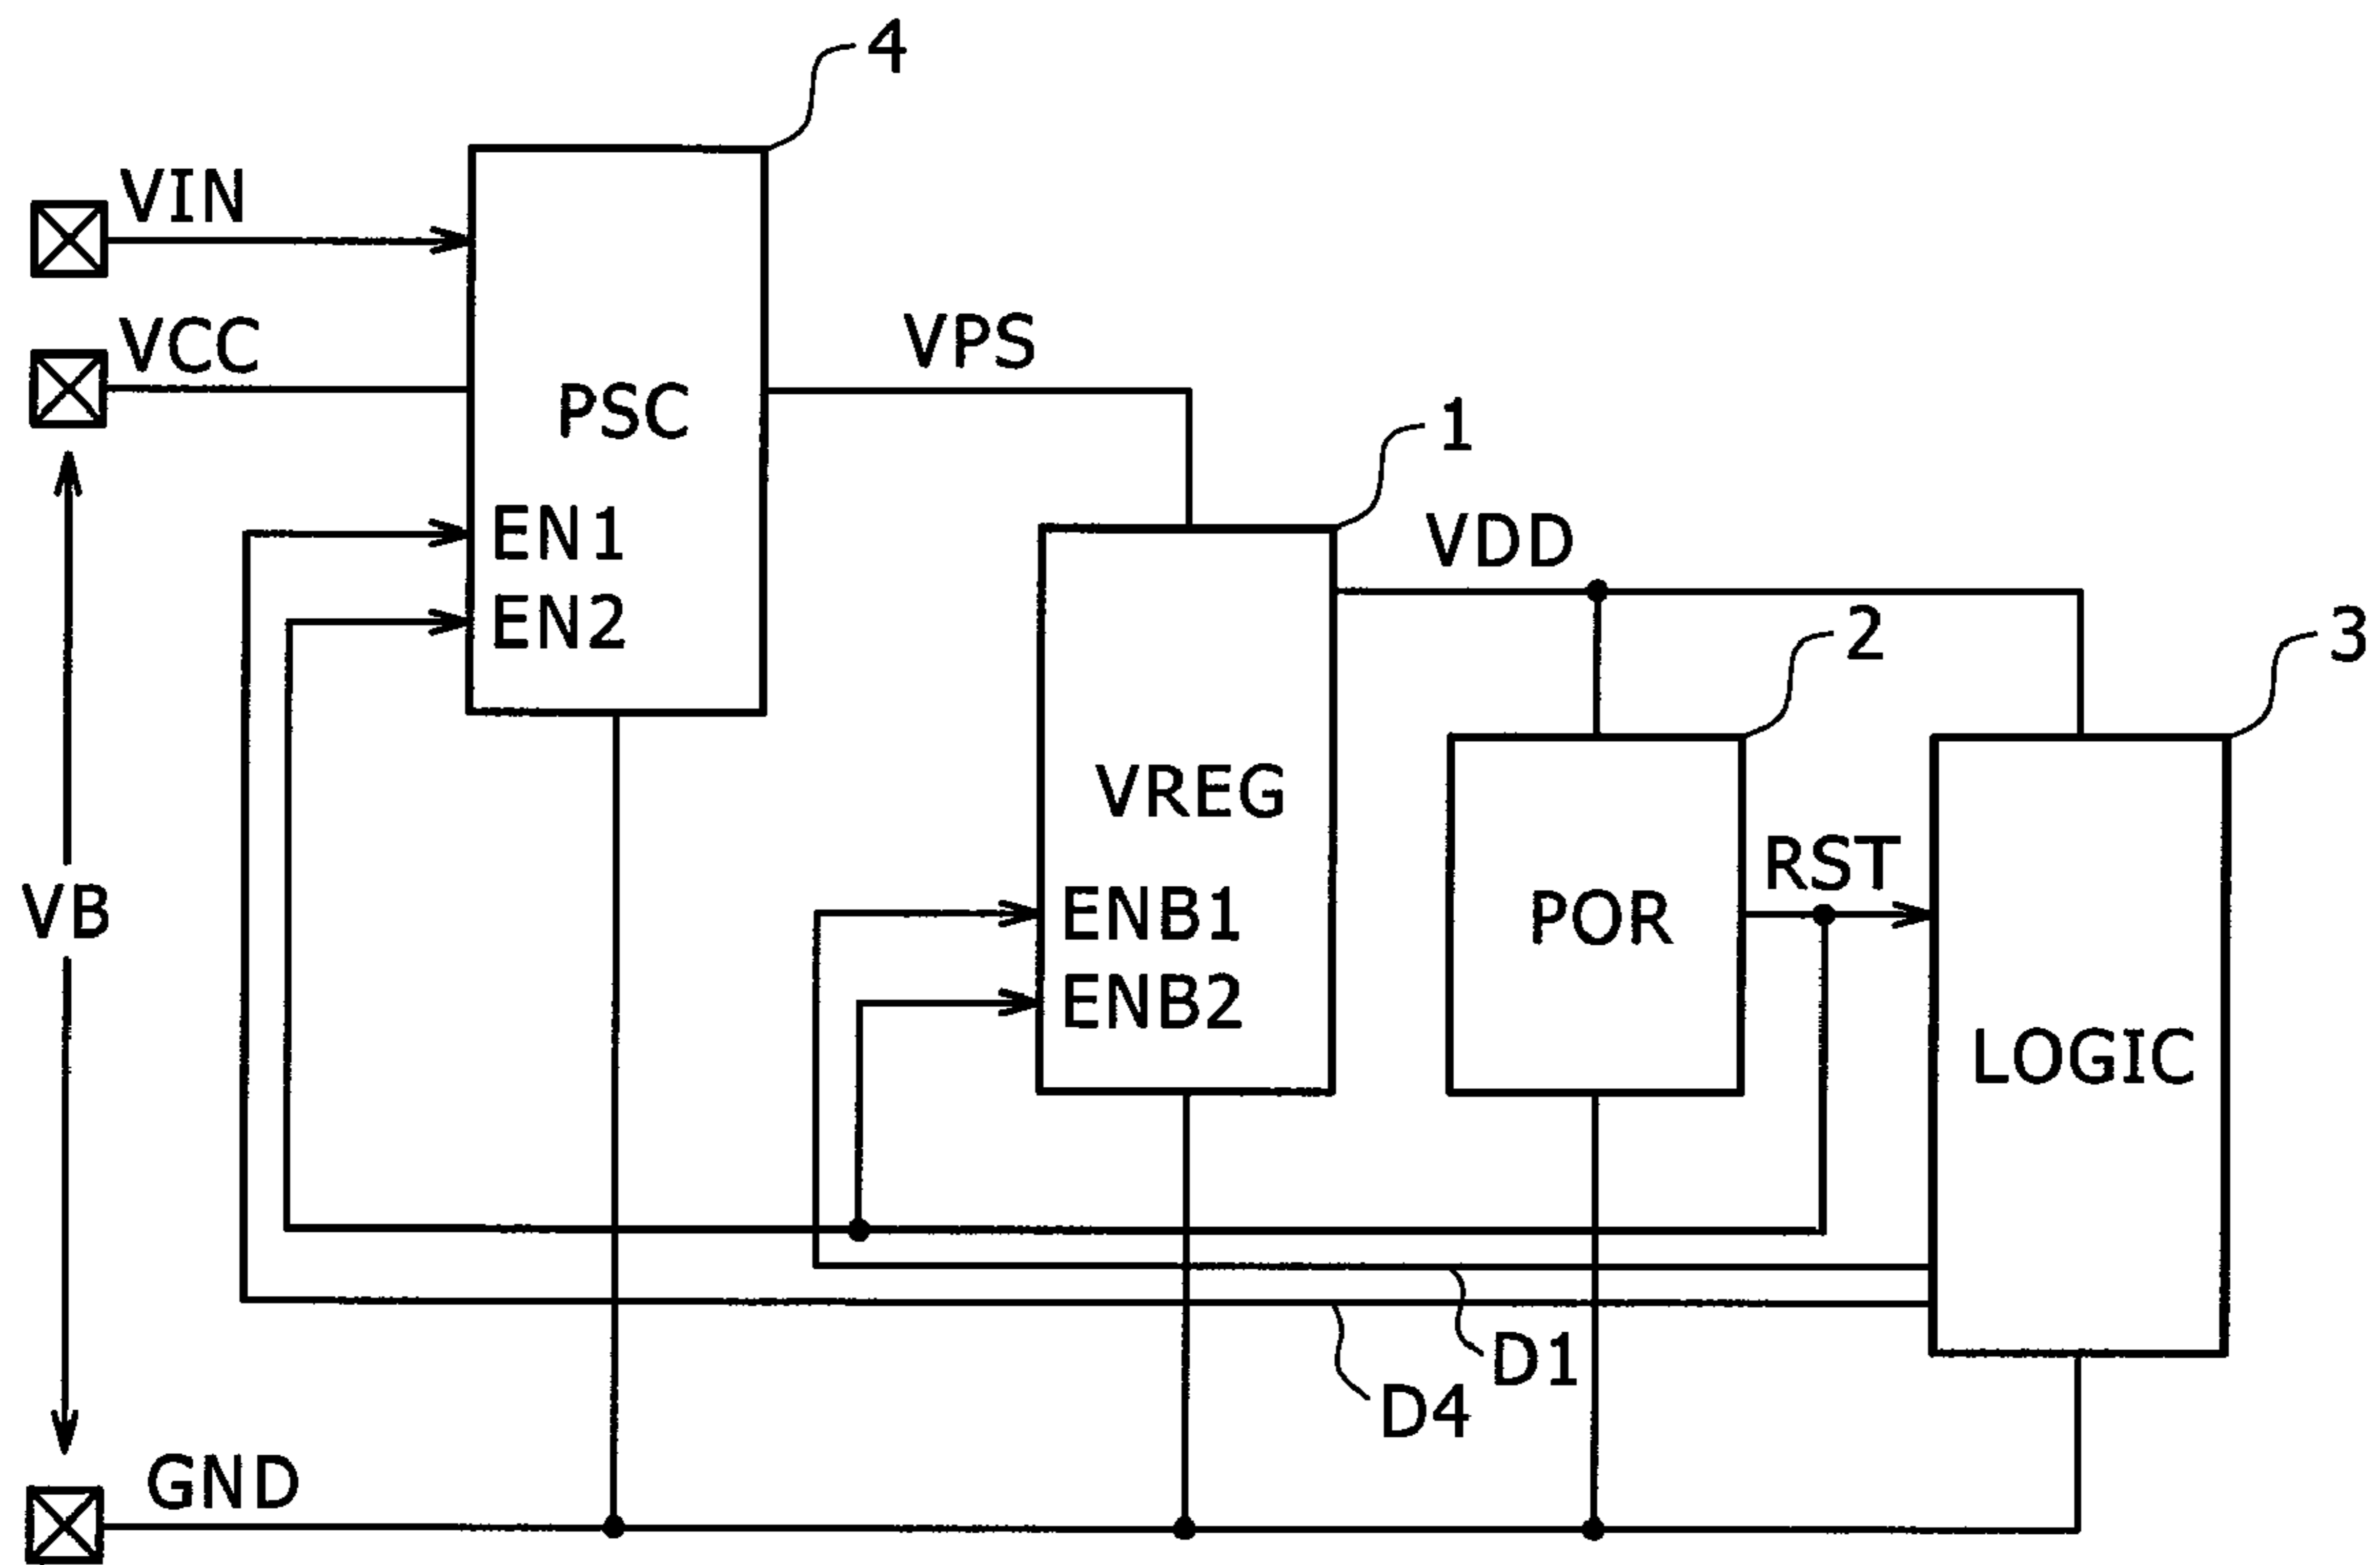 4
VIN
VCC
VPS
PSC
1
EN1
VDD
EN2
2
3
VREG
RST
VB
ENB1
POR
ENB2
LOGIC
D1
D4
GND